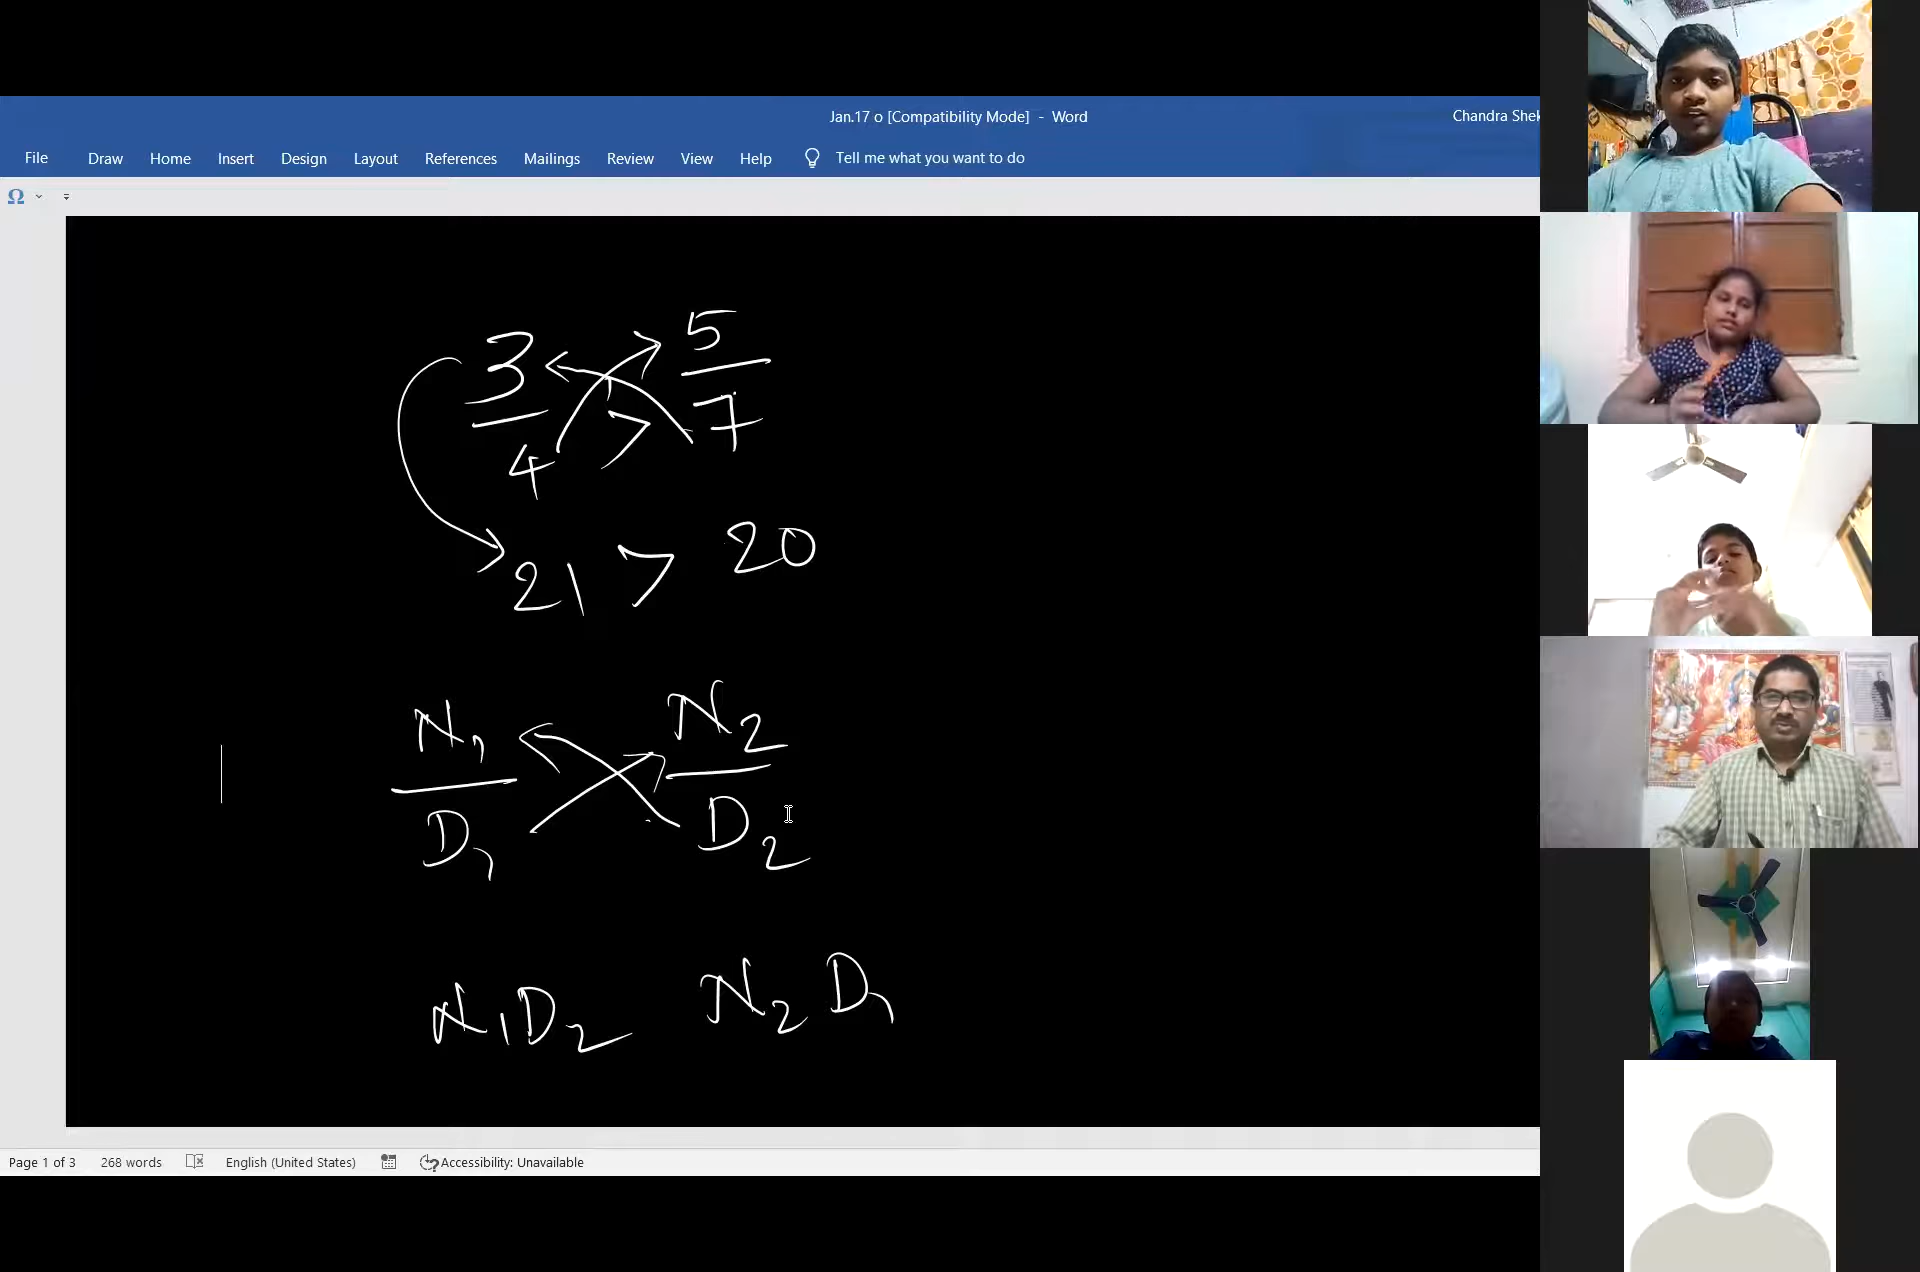 Jan.17 o [Compatibility Mode] - Word
Chandra Shek
File Draw Home Insert Design Layout References Mailings Review View Help Tell me what you want to do
Ω
3 5
4 > 7
21 > 20
N1 N2
D1 D2
N1D2 N2D1
Page 1 of 3 268 words English (United States) Accessibility: Unavailable